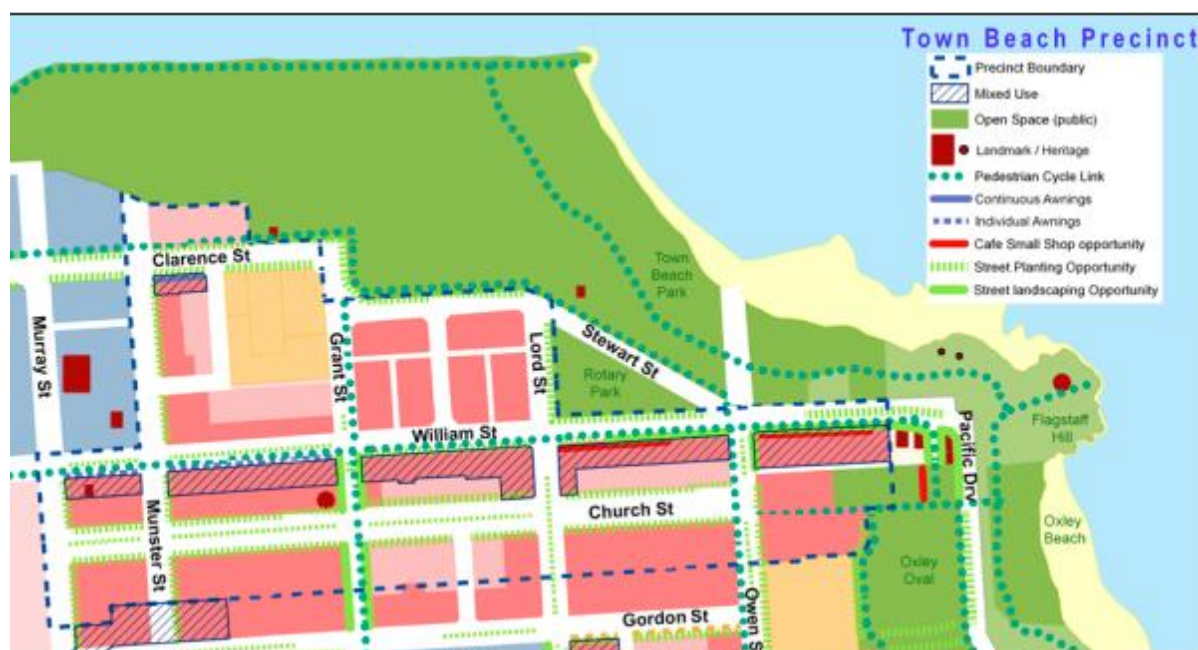 Town Beach Precinct
Precinct Boundary
Mixed Use
Open Space (public)
Landmark / Heritage
Pedestrian Cycle Link
Continuous Awnings
Individual Awnings
Cafe Small Shop opportunity
Street Planting Opportunity
Street landscaping Opportunity
Clarence St
Town
Beach
Park
Murray St
Grant St
Lord St
Stewart St
Rotary
Park
William St
Pacific Drv
Flagstaff
Hill
Munster St
Church St
Oxley
Beach
Oxley
Oval
Gordon St
Owen S